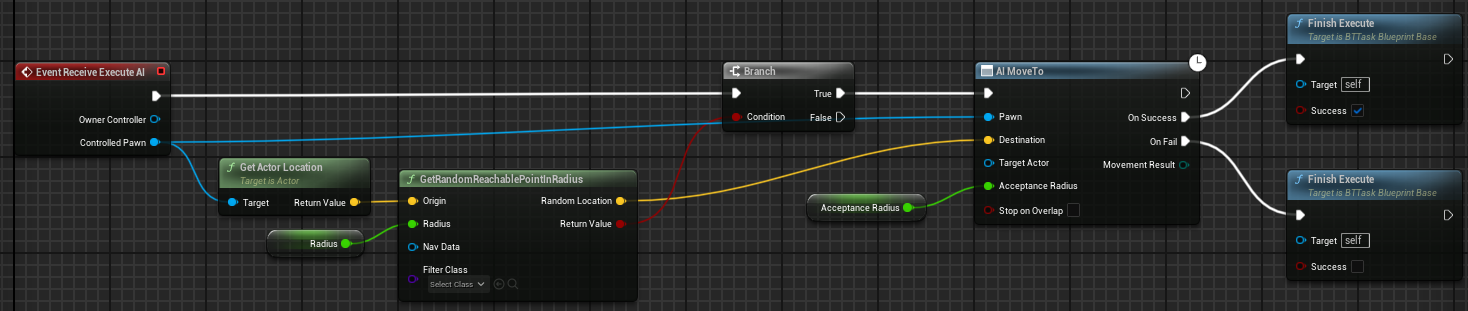 Event Receive Execute AI
Owner Controller
Controlled Pawn
Get Actor Location
Target is Actor
Target
Return Value
Radius
GetRandomReachablePointInRadius
Origin
Random Location
Radius
Return Value
Nav Data
Filter Class
Select Class
Branch
True
Condition
False
Acceptance Radius
AI MoveTo
Pawn
On Success
Destination
On Fail
Target Actor
Movement Result
Acceptance Radius
Stop on Overlap
Finish Execute
Target is BTTask Blueprint Base
Target self
Success
Finish Execute
Target is BTTask Blueprint Base
Target self
Success